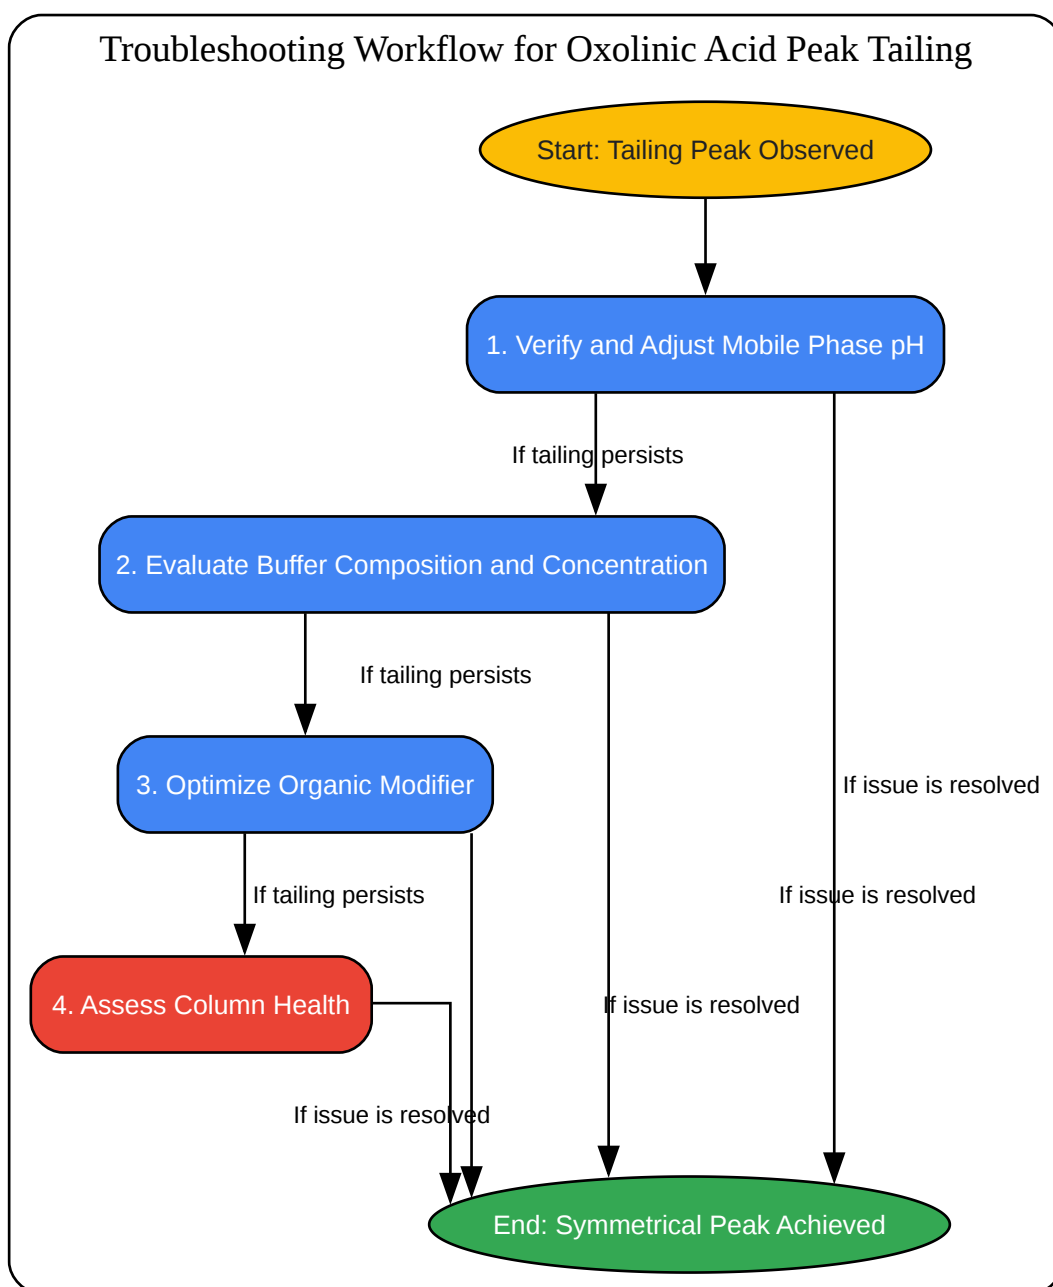 Troubleshooting Workflow for Oxolinic Acid Peak Tailing
Start: Tailing Peak Observed
1. Verify and Adjust Mobile Phase pH
If tailing persists
2. Evaluate Buffer Composition and Concentration
If tailing persists
3. Optimize Organic Modifier
If issue is resolved
If tailing persists
If issue is resolved
4. Assess Column Health
If issue is resolved
If issue is resolved
End: Symmetrical Peak Achieved